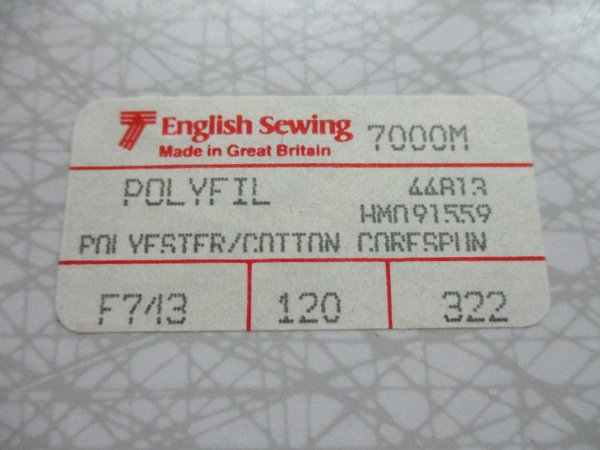 English Sewing 7000M
Made in Great Britain
POLYFIL 44813
HM091559
POLYESTER/COTTON CORESPUN
F743 120 322